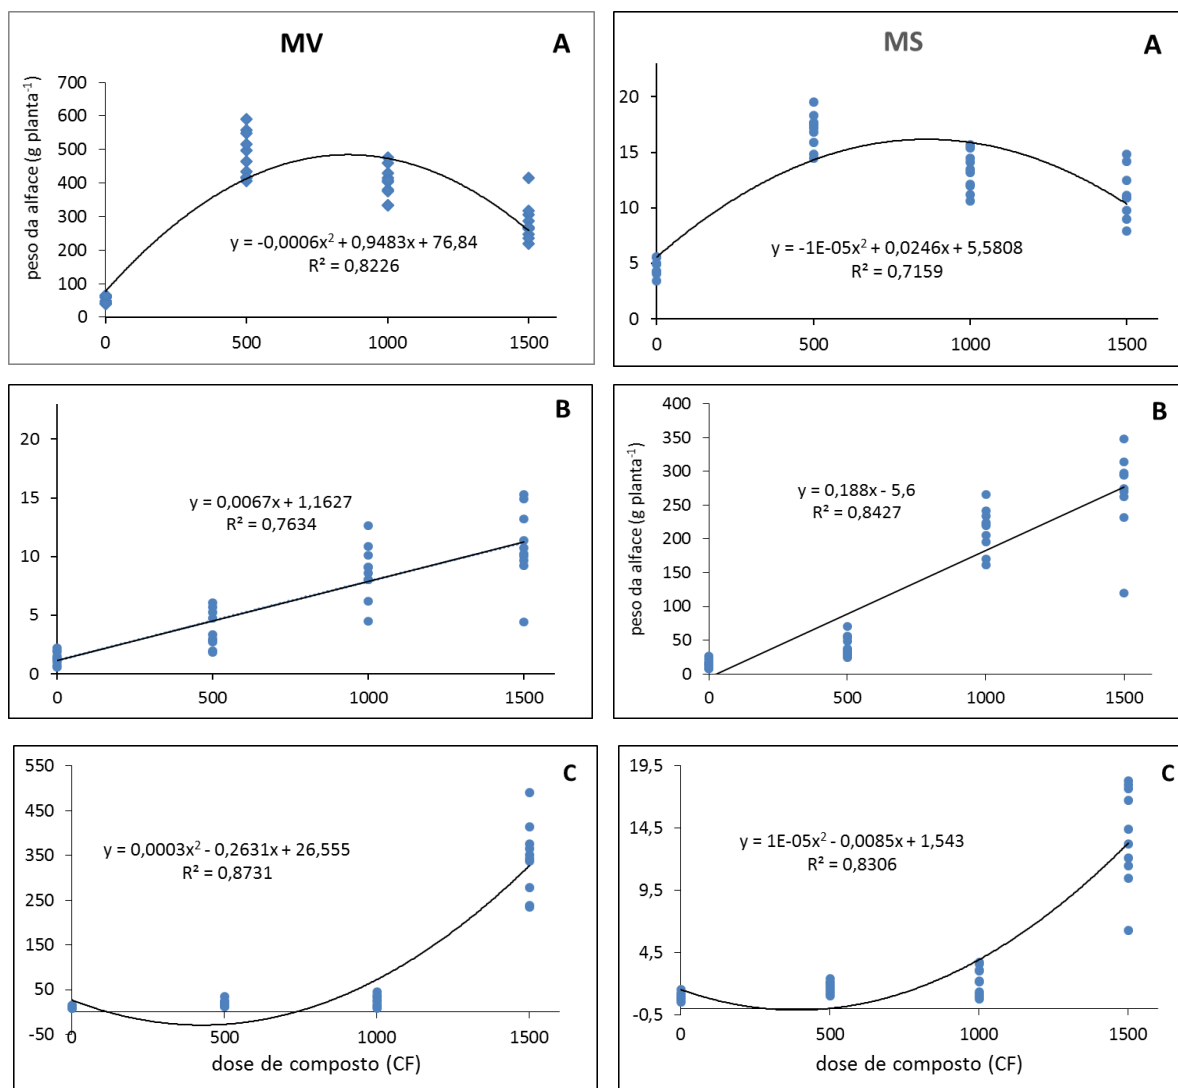 MV
A
peso da alface (g planta⁻¹)
700
600
500
400
300
200
100
0
y = -0,0006x² + 0,9483x + 76,84
R² = 0,8226
0 500 1000 1500
MS
A
20
15
10
5
0
y = -1E-05x² + 0,0246x + 5,5808
R² = 0,7159
0 500 1000 1500
B
20
15
10
5
0
y = 0,0067x + 1,1627
R² = 0,7634
0 500 1000 1500
B
peso da alface (g planta⁻¹)
400
350
300
250
200
150
100
50
0
y = 0,188x - 5,6
R² = 0,8427
0 500 1000 1500
C
550
450
350
250
150
50
-50
y = 0,0003x² - 0,2631x + 26,555
R² = 0,8731
0 500 1000 1500
dose de composto (CF)
C
19,5
14,5
9,5
4,5
-0,5
y = 1E-05x² - 0,0085x + 1,543
R² = 0,8306
0 500 1000 1500
dose de composto (CF)